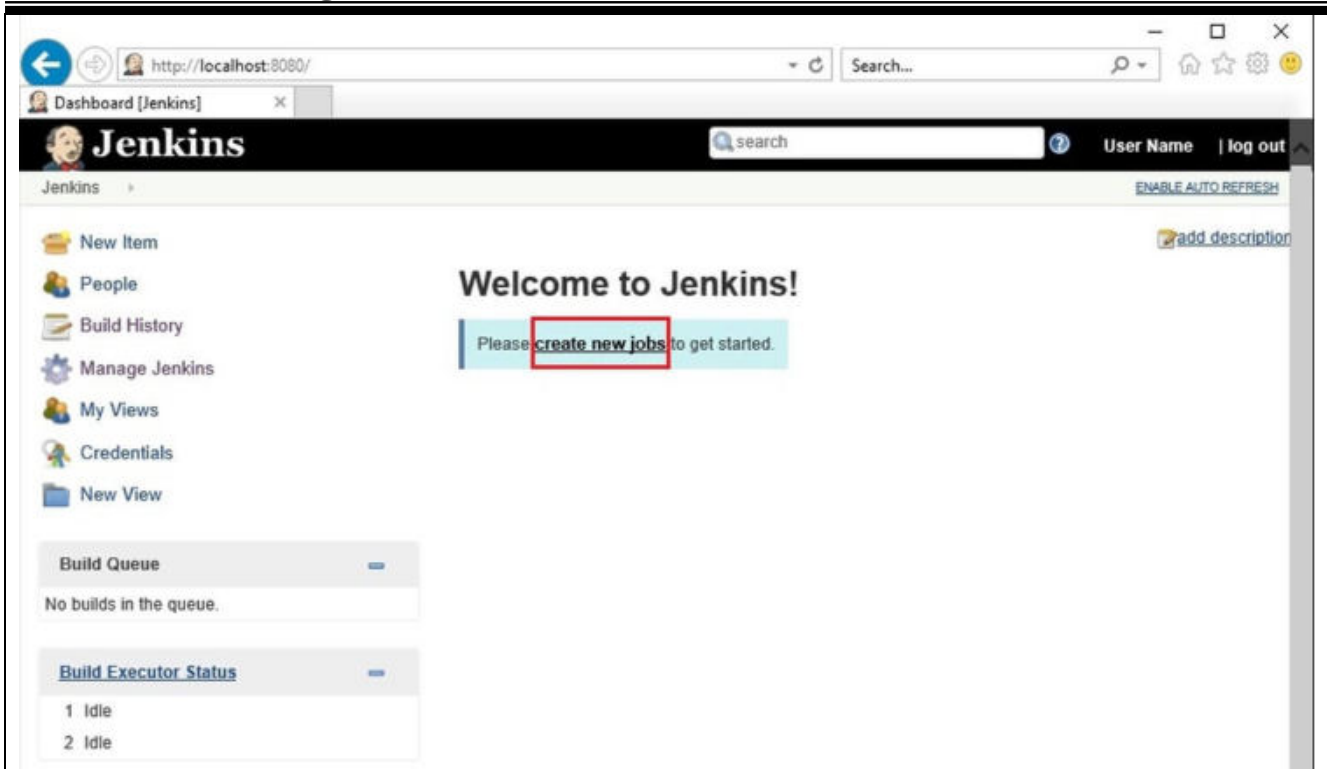 http://localhost:8080/
Search...
Dashboard [Jenkins]
Jenkins
search
User Name | log out
Jenkins
ENABLE AUTO REFRESH
New Item
add description
People
Welcome to Jenkins!
Build History
Please create new jobs to get started.
Manage Jenkins
My Views
Credentials
New View
Build Queue
No builds in the queue.
Build Executor Status
1 Idle
2 Idle